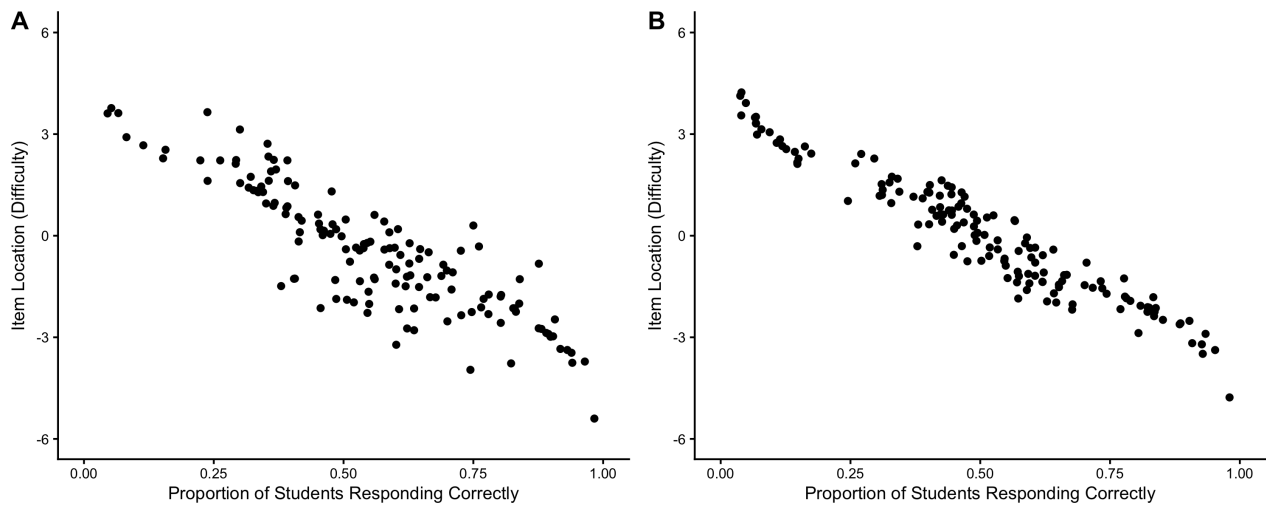 A
Item Location (Difficulty)
6
3
0
-3
-6
0.00 0.25 0.50 0.75 1.00
Proportion of Students Responding Correctly
B
Item Location (Difficulty)
6
3
0
-3
-6
0.00 0.25 0.50 0.75 1.00
Proportion of Students Responding Correctly